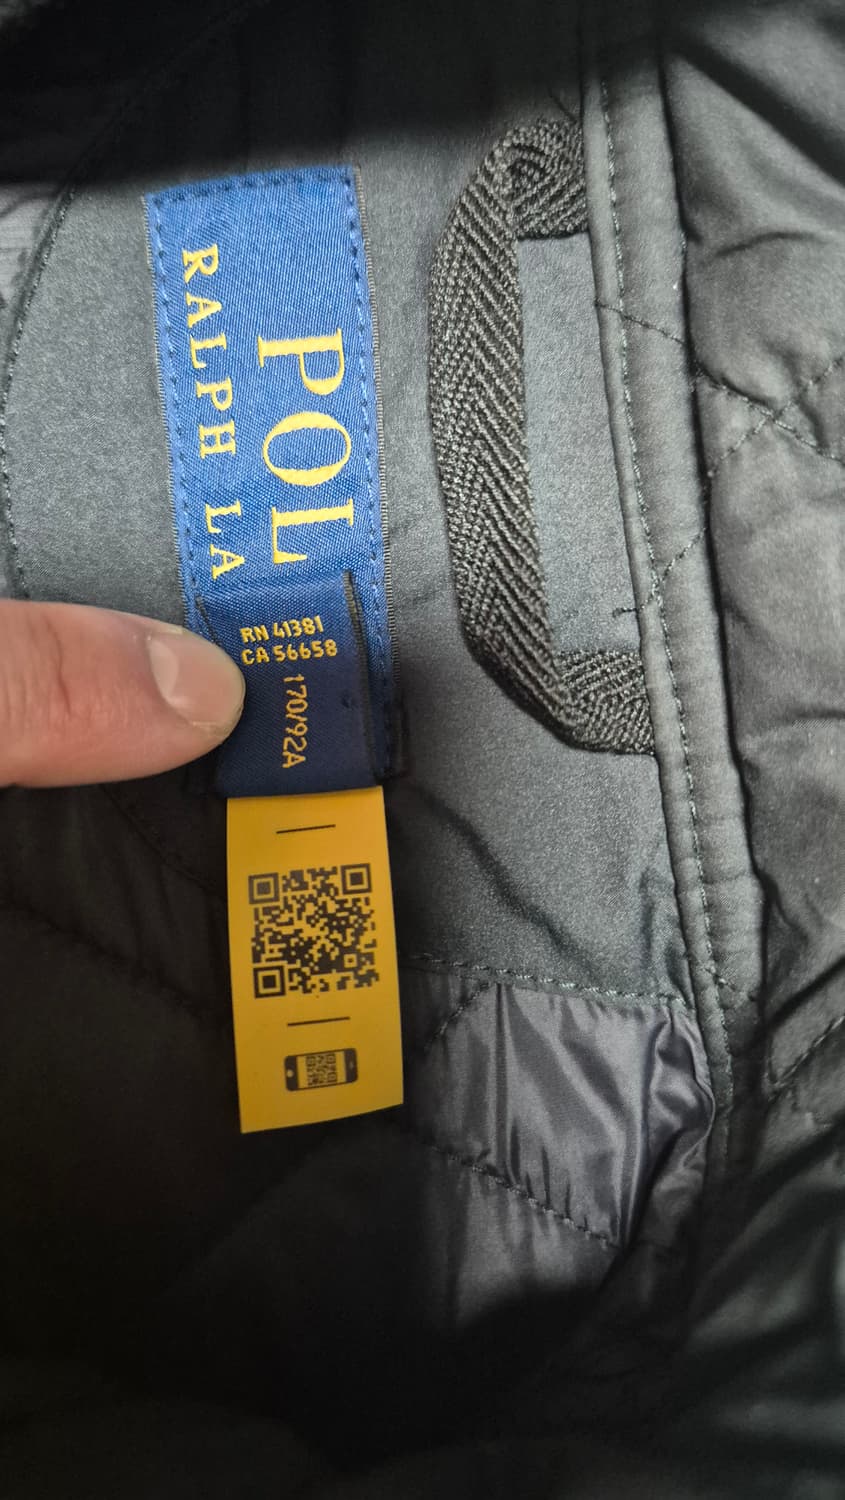 POL
RALPH LA
RN 41381
CA 56658
170/92A